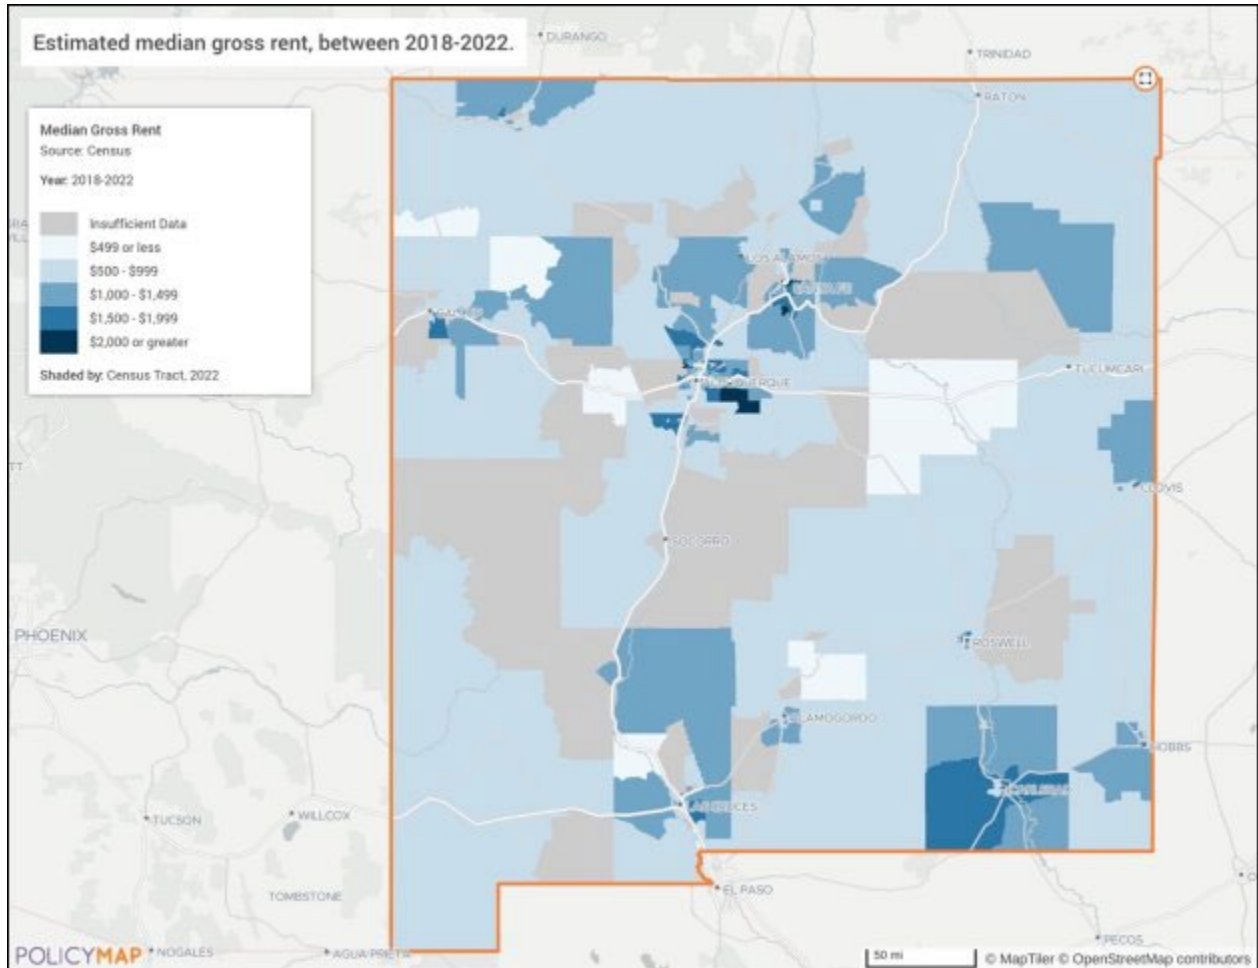 Estimated median gross rent, between 2018-2022.
DURANGO
TRINIDAD
RATON
Median Gross Rent
Source: Census
Year: 2018-2022
Insufficient Data
$499 or less
$500 - $999
$1,000 - $1,499
$1,500 - $1,999
$2,000 or greater
Shaded by: Census Tract, 2022
LOS ALAMOS
SANTA FE
GALLUP
TUCUMCARI
ALBUQUERQUE
TT
CLOVIS
SOCORRO
PHOENIX
ROSWELL
ALAMOGORDO
HOBBS
CARLSBAD
LAS CRUCES
TUCSON
WILLCOX
EL PASO
TOMBSTONE
PECOS
POLICYMAP
NOGALES
AGUA PRIETA
50 mi
© MapTiler © OpenStreetMap contributors